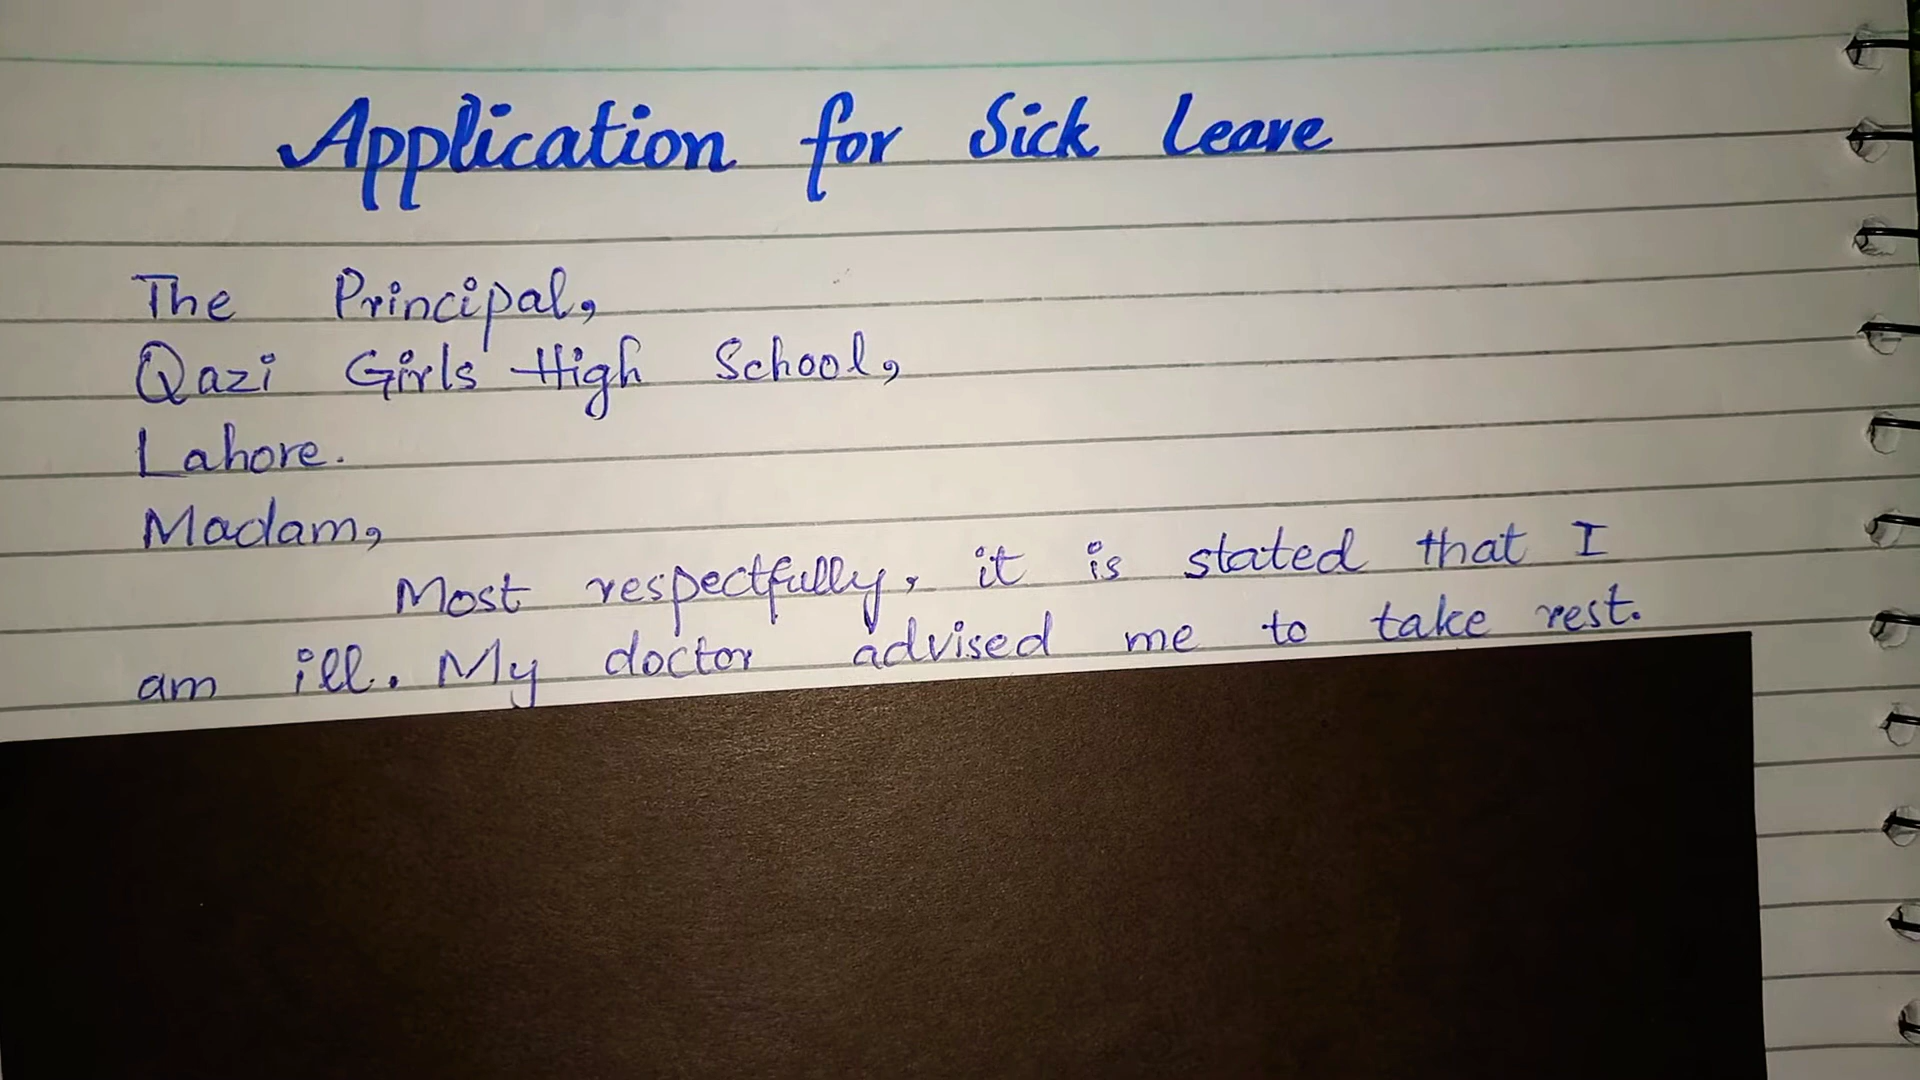 Application for Sick Leave
The Principal,
Qazi Girls' High School,
Lahore.
Madam,
Most respectfully, it is stated that I
am ill. My doctor advised me to take rest.